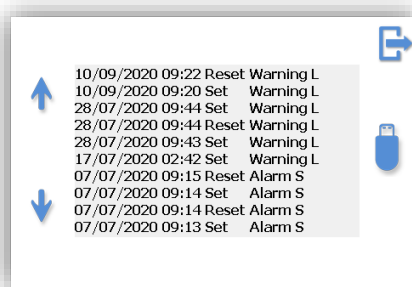 10/09/2020 09:22 Reset Warning L
10/09/2020 09:20 Set Warning L
28/07/2020 09:44 Set Warning L
28/07/2020 09:44 Reset Warning L
28/07/2020 09:43 Set Warning L
17/07/2020 02:42 Set Warning L
07/07/2020 09:15 Reset Alarm S
07/07/2020 09:14 Set Alarm S
07/07/2020 09:14 Reset Alarm S
07/07/2020 09:13 Set Alarm S